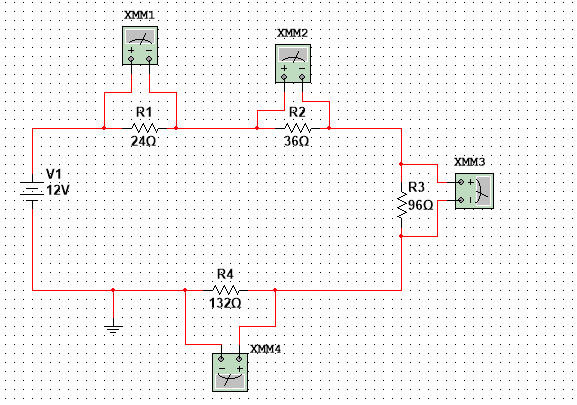 XMM1
XMM2
R1
24Ω
R2
36Ω
V1
12V
XMM3
R3
96Ω
R4
132Ω
XMM4